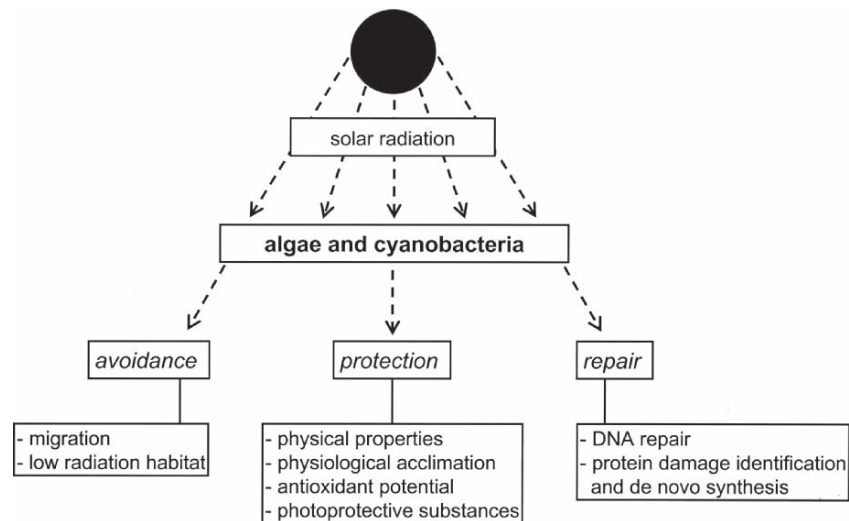 solar radiation
algae and cyanobacteria
avoidance
protection
repair
- migration
- low radiation habitat
- physical properties
- physiological acclimation
- antioxidant potential
- photoprotective substances
- DNA repair
- protein damage identification
and de novo synthesis